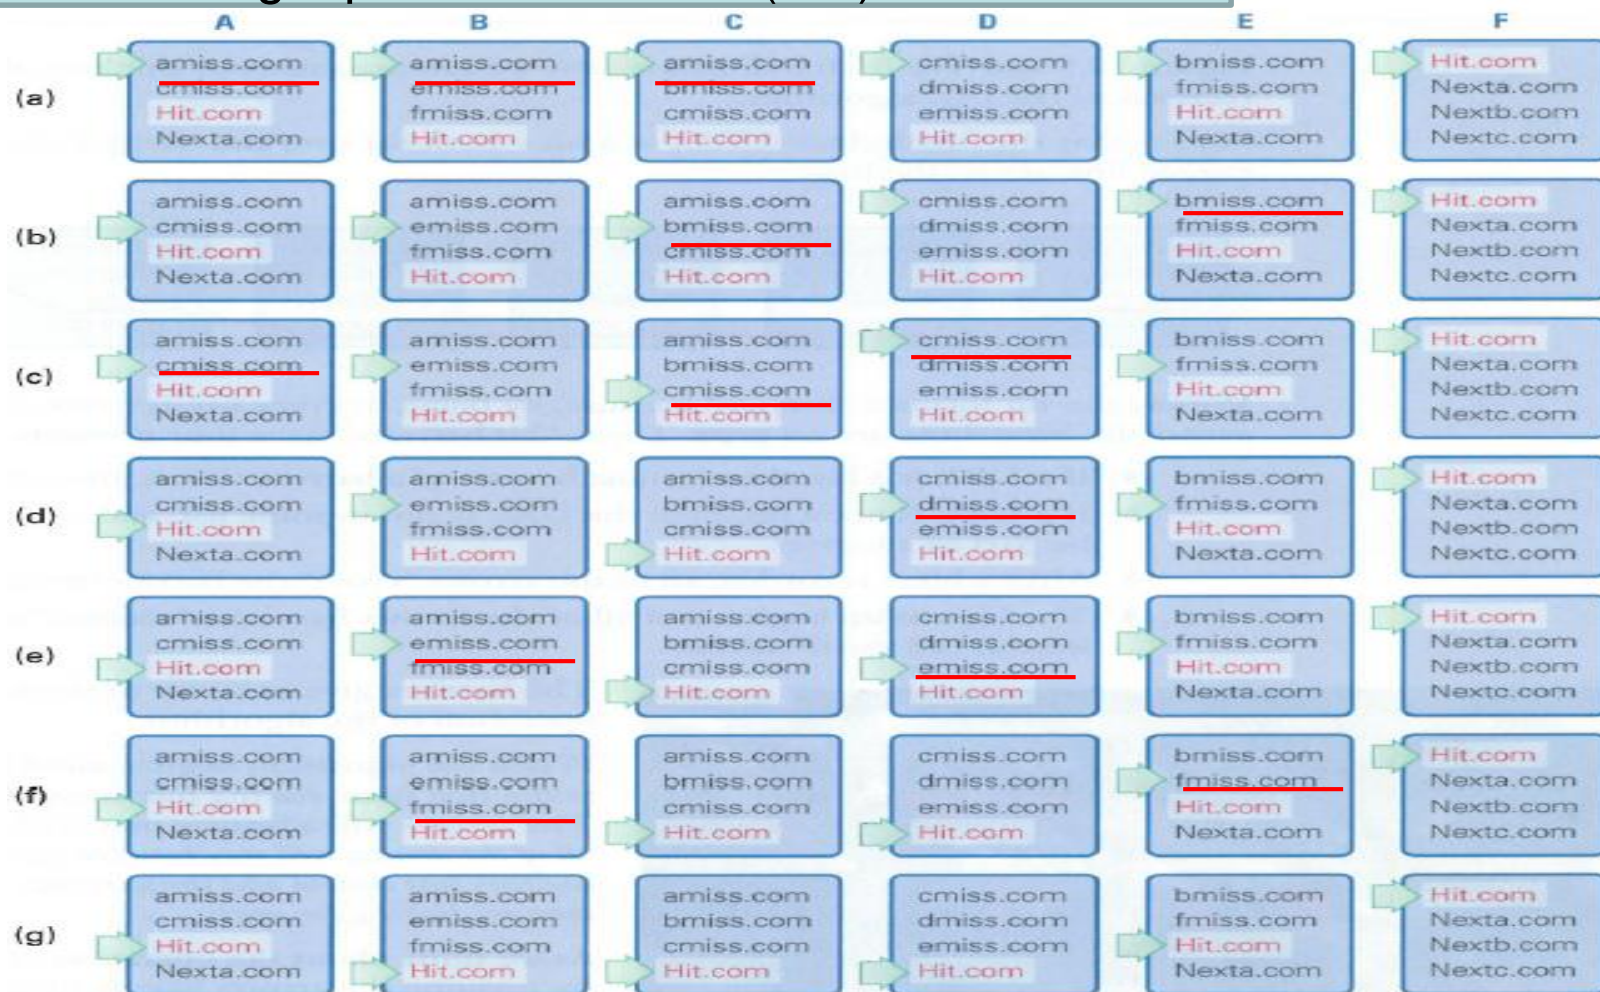 A B C D E F
(a)
amiss.com amiss.com amiss.com cmiss.com bmiss.com Hit.com
cmiss.com emiss.com bmiss.com dmiss.com fmiss.com Nexta.com
Hit.com fmiss.com cmiss.com emiss.com Hit.com Nextb.com
Nexta.com Hit.com Hit.com Hit.com Nexta.com Nextc.com
(b)
amiss.com amiss.com amiss.com cmiss.com bmiss.com Hit.com
cmiss.com emiss.com bmiss.com dmiss.com fmiss.com Nexta.com
Hit.com fmiss.com cmiss.com emiss.com Hit.com Nextb.com
Nexta.com Hit.com Hit.com Hit.com Nexta.com Nextc.com
(c)
amiss.com amiss.com amiss.com cmiss.com bmiss.com Hit.com
cmiss.com emiss.com bmiss.com dmiss.com fmiss.com Nexta.com
Hit.com fmiss.com cmiss.com emiss.com Hit.com Nextb.com
Nexta.com Hit.com Hit.com Hit.com Nexta.com Nextc.com
(d)
amiss.com amiss.com amiss.com cmiss.com bmiss.com Hit.com
cmiss.com emiss.com bmiss.com dmiss.com fmiss.com Nexta.com
Hit.com fmiss.com cmiss.com emiss.com Hit.com Nextb.com
Nexta.com Hit.com Hit.com Hit.com Nexta.com Nextc.com
(e)
amiss.com amiss.com amiss.com cmiss.com bmiss.com Hit.com
cmiss.com emiss.com bmiss.com dmiss.com fmiss.com Nexta.com
Hit.com fmiss.com cmiss.com emiss.com Hit.com Nextb.com
Nexta.com Hit.com Hit.com Hit.com Nexta.com Nextc.com
(f)
amiss.com amiss.com amiss.com cmiss.com bmiss.com Hit.com
cmiss.com emiss.com bmiss.com dmiss.com fmiss.com Nexta.com
Hit.com fmiss.com cmiss.com emiss.com Hit.com Nextb.com
Nexta.com Hit.com Hit.com Hit.com Nexta.com Nextc.com
(g)
amiss.com amiss.com amiss.com cmiss.com bmiss.com Hit.com
cmiss.com emiss.com bmiss.com dmiss.com fmiss.com Nexta.com
Hit.com fmiss.com cmiss.com emiss.com Hit.com Nextb.com
Nexta.com Hit.com Hit.com Hit.com Nexta.com Nextc.com